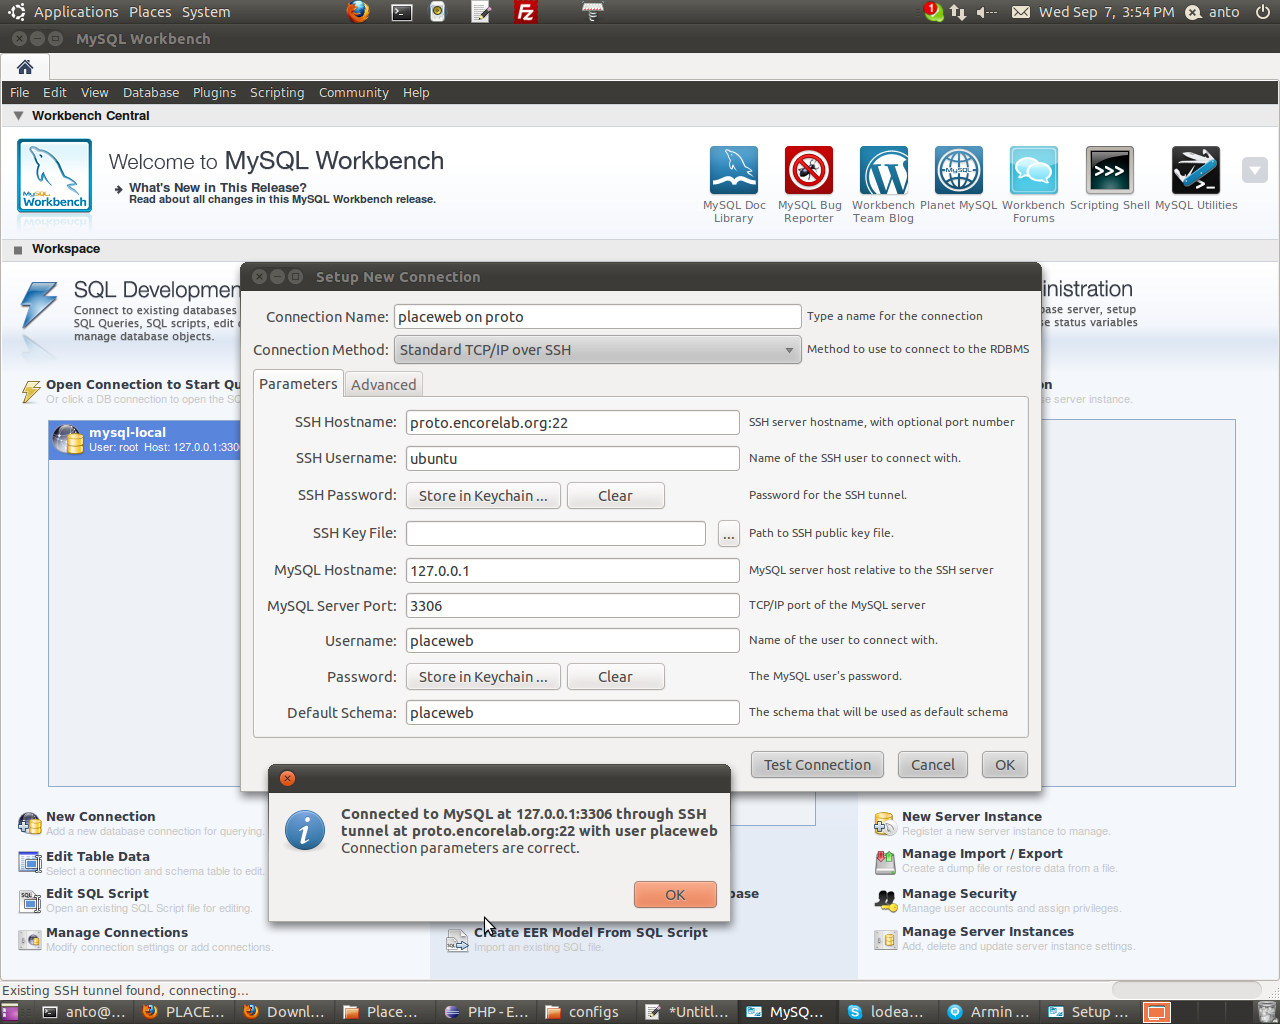 Applications Places System
1
Wed Sep 7, 3:54 PM
anto
MySQL Workbench
File Edit View Database Plugins Scripting Community Help
Workbench Central
MySQL
Workbench
Welcome to MySQL Workbench
What's New in This Release?
Read about all changes in this MySQL Workbench release.
MySQL Doc Library
MySQL Bug Reporter
Workbench Team Blog
Planet MySQL
Workbench Forums
Scripting Shell
MySQL Utilities
Workspace
SQL Developmen
Connect to existing databases
SQL Queries, SQL scripts, edit
manage database objects.
inistration
base server, setup
se status variables
Open Connection to Start Qu
Or click a DB connection to open the SQ
mysql-local
User: root Host: 127.0.0.1:3306
on
se server instance.
Setup New Connection
Connection Name: placeweb on proto Type a name for the connection
Connection Method: Standard TCP/IP over SSH Method to use to connect to the RDBMS
Parameters Advanced
SSH Hostname: proto.encorelab.org:22 SSH server hostname, with optional port number
SSH Username: ubuntu Name of the SSH user to connect with.
SSH Password: Store in Keychain ... Clear Password for the SSH tunnel.
SSH Key File: ... Path to SSH public key file.
MySQL Hostname: 127.0.0.1 MySQL server host relative to the SSH server
MySQL Server Port: 3306 TCP/IP port of the MySQL server
Username: placeweb Name of the user to connect with.
Password: Store in Keychain ... Clear The MySQL user's password.
Default Schema: placeweb The schema that will be used as default schema
Test Connection Cancel OK
Connected to MySQL at 127.0.0.1:3306 through SSH
tunnel at proto.encorelab.org:22 with user placeweb
Connection parameters are correct.
OK
New Connection
Add a new database connection for querying.
Edit Table Data
Select a connection and schema table to edit.
Edit SQL Script
Open an existing SQL Script file for editing.
Manage Connections
Modify connection settings or add connections.
base
Create EER Model From SQL Script
Import an existing SQL file.
New Server Instance
Register a new server instance to manage.
Manage Import / Export
Create a dump file or restore data from a file.
Manage Security
Manage user accounts and assign privileges.
Manage Server Instances
Add, delete and update server instance settings.
Existing SSH tunnel found, connecting...
anto@... PLACE... Downl... Place... PHP - E... configs *Untitl... MySQ... lodea... Armin ... Setup ...